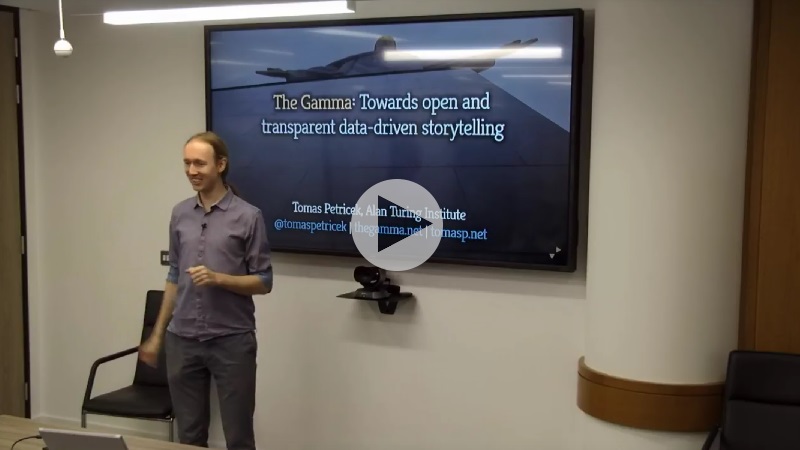 The Gamma: Towards open and
transparent data-driven storytelling
Tomas Petricek, Alan Turing Institute
@tomaspetricek | thegamma.net | tomasp.net